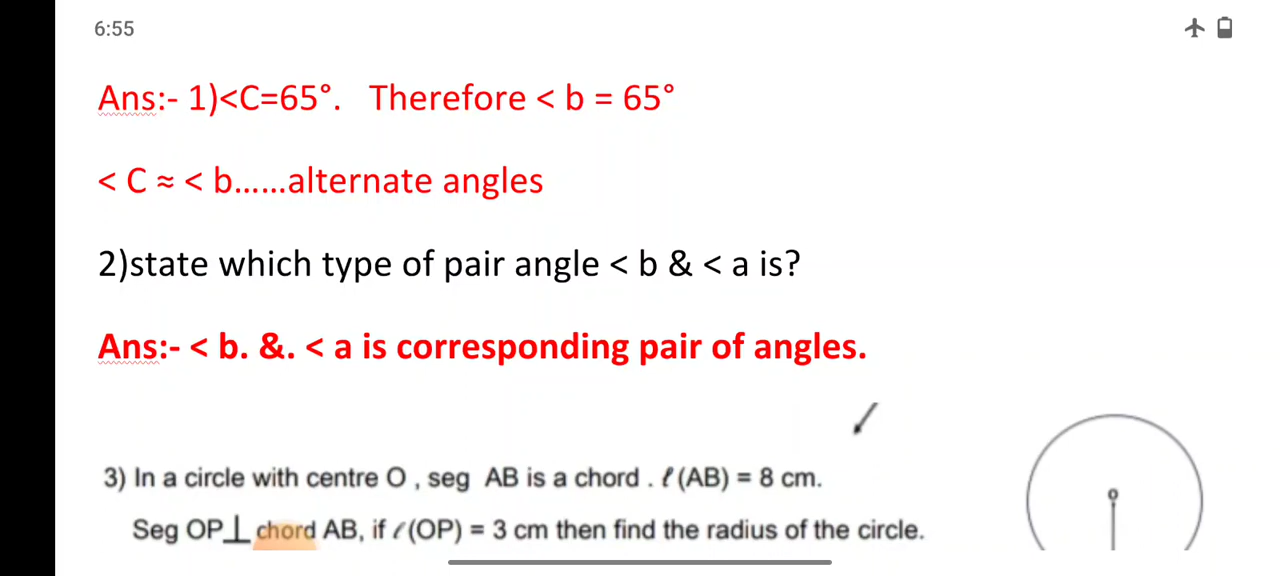 6:55
Ans:- 1)<C=65°. Therefore < b = 65°
< C ≈ < b......alternate angles
2)state which type of pair angle < b & < a is?
Ans:- < b. &. < a is corresponding pair of angles.
3) In a circle with centre O , seg AB is a chord . ℓ (AB) = 8 cm.
Seg OP⊥ chord AB, if ℓ (OP) = 3 cm then find the radius of the circle.
O